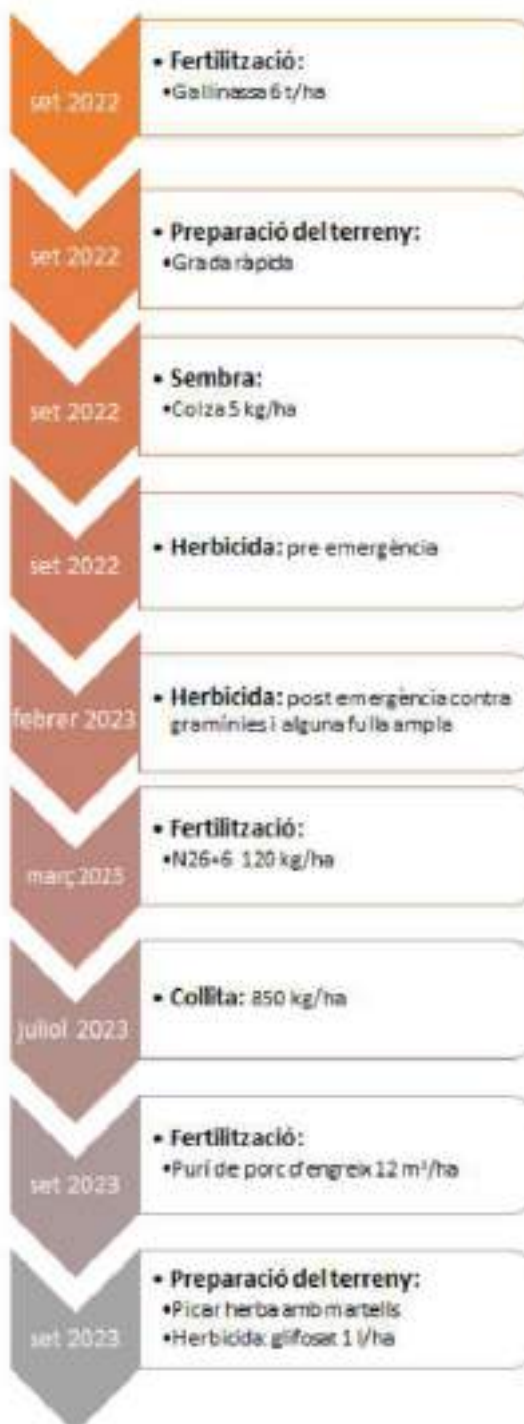 set 2022
• Fertilització:
•Gallinassa 6 t/ha
set 2022
• Preparació del terreny:
•Grada ràpida
set 2022
• Sembra:
•Colza 5 kg/ha
set 2022
• Herbicida: pre emergència
febrer 2023
• Herbicida: post emergència contra
gramínies i alguna fulla ampla
març 2023
• Fertilització:
•N26+6 120 kg/ha
juliol 2023
• Collita: 850 kg/ha
set 2023
• Fertilització:
•Purí de porc d'engreix 12 m³/ha
set 2023
• Preparació del terreny:
•Picar herba amb martells
•Herbicida: glifosat 1 l/ha